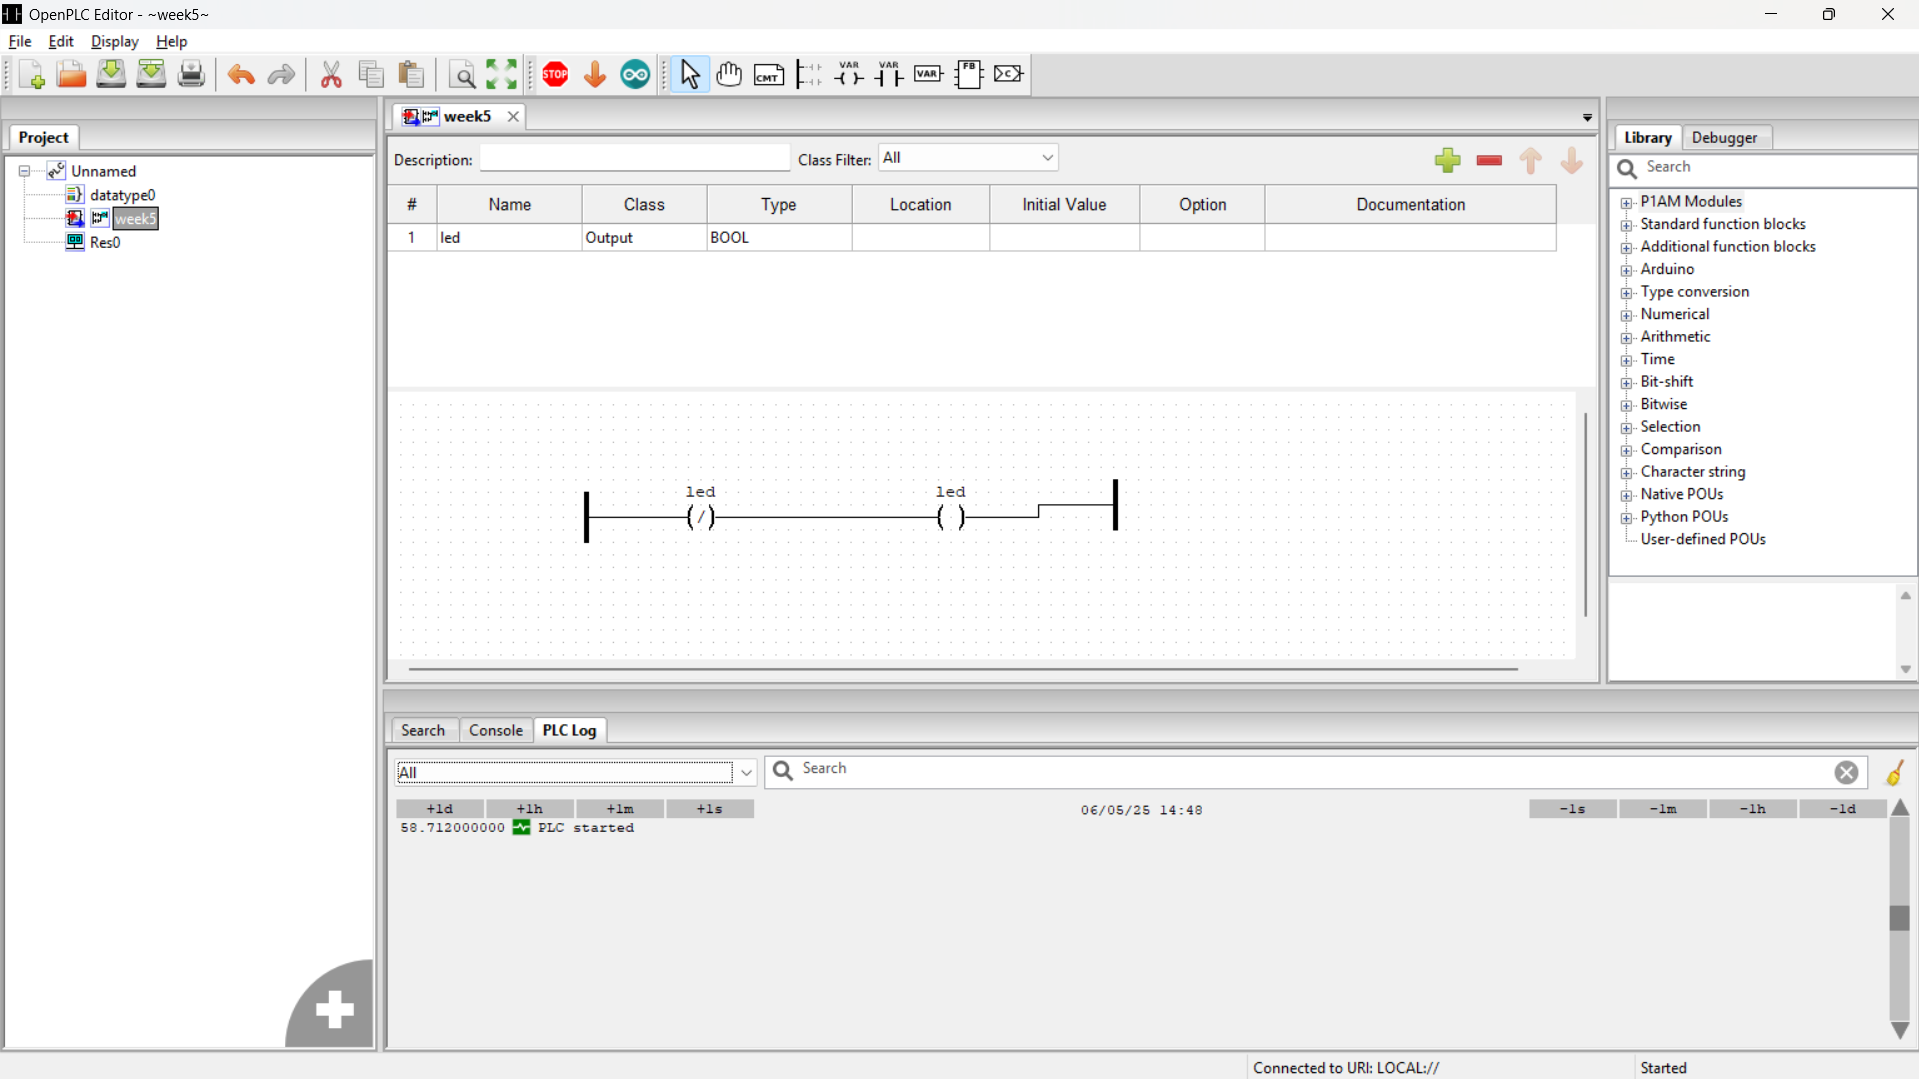 OpenPLC Editor - ~week5~
File Edit Display Help
STOP CMT VAR VAR VAR FB C
Project
Unnamed
datatype0
week5
Res0
week5
Description: Class Filter: All
# Name Class Type Location Initial Value Option Documentation
1 led Output BOOL
led led
Library Debugger
Search
P1AM Modules
Standard function blocks
Additional function blocks
Arduino
Type conversion
Numerical
Arithmetic
Time
Bit-shift
Bitwise
Selection
Comparison
Character string
Native POUs
Python POUs
User-defined POUs
Search Console PLC Log
All Search
+1d +1h +1m +1s 06/05/25 14:48 -1s -1m -1h -1d
58.712000000 PLC started
Connected to URI: LOCAL:// Started